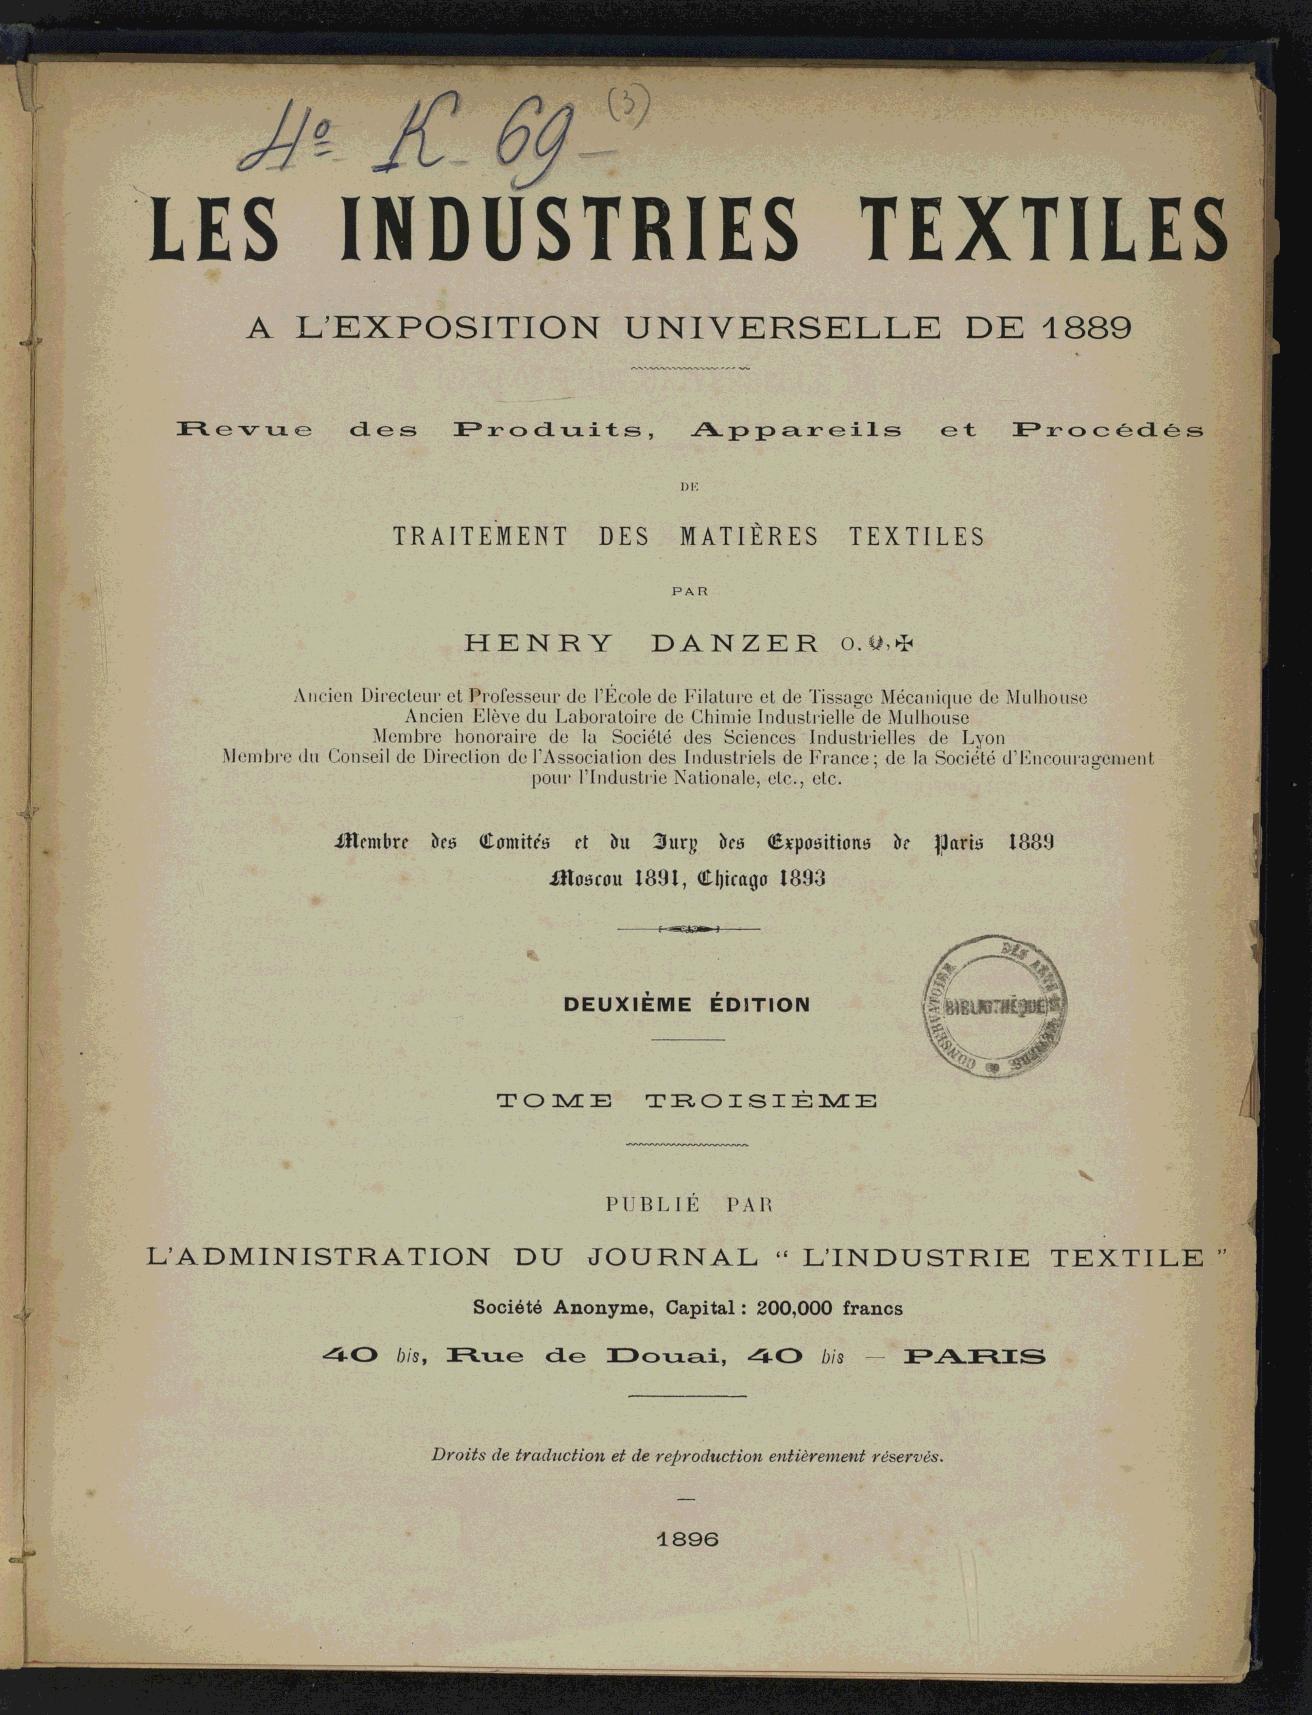 4º K 69 (3)
LES INDUSTRIES TEXTILES
A L'EXPOSITION UNIVERSELLE DE 1889
Revue des Produits, Appareils et Procédés
DE
TRAITEMENT DES MATIÈRES TEXTILES
PAR
HENRY DANZER O.
Ancien Directeur et Professeur de l'École de Filature et de Tissage Mécanique de Mulhouse
Ancien Elève du Laboratoire de Chimie Industrielle de Mulhouse
Membre honoraire de la Société des Sciences Industrielles de Lyon
Membre du Conseil de Direction de l'Association des Industriels de France ; de la Société d'Encouragement
pour l'Industrie Nationale, etc., etc.
Membre des Comités et du Jury des Expositions de Paris 1889
Moscou 1891, Chicago 1893
DEUXIÈME ÉDITION
CONSERVATOIRE DES ARTS & MÉTIERS
BIBLIOTHÈQUE
TOME TROISIÈME
PUBLIÉ PAR
L'ADMINISTRATION DU JOURNAL “ L'INDUSTRIE TEXTILE ”
Société Anonyme, Capital : 200,000 francs
40 bis, Rue de Douai, 40 bis — PARIS
Droits de traduction et de reproduction entièrement réservés.
1896